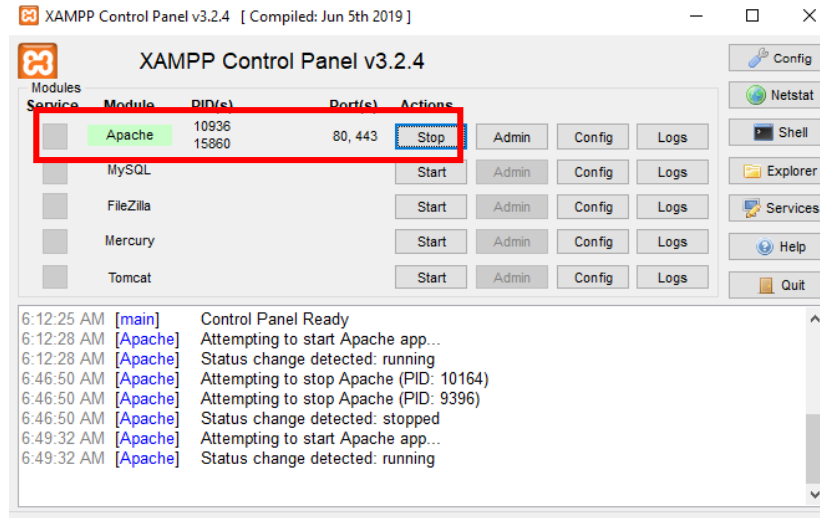 XAMPP Control Panel v3.2.4 [ Compiled: Jun 5th 2019 ]
XAMPP Control Panel v3.2.4
Config
Modules
Service Module PID(s) Port(s) Actions
Netstat
Apache 10936 15860 80, 443 Stop Admin Config Logs
Shell
MySQL Start Admin Config Logs
Explorer
FileZilla Start Admin Config Logs
Services
Mercury Start Admin Config Logs
Help
Tomcat Start Admin Config Logs
Quit
6:12:25 AM [main] Control Panel Ready
6:12:28 AM [Apache] Attempting to start Apache app...
6:12:28 AM [Apache] Status change detected: running
6:46:50 AM [Apache] Attempting to stop Apache (PID: 10164)
6:46:50 AM [Apache] Attempting to stop Apache (PID: 9396)
6:46:50 AM [Apache] Status change detected: stopped
6:49:32 AM [Apache] Attempting to start Apache app...
6:49:32 AM [Apache] Status change detected: running